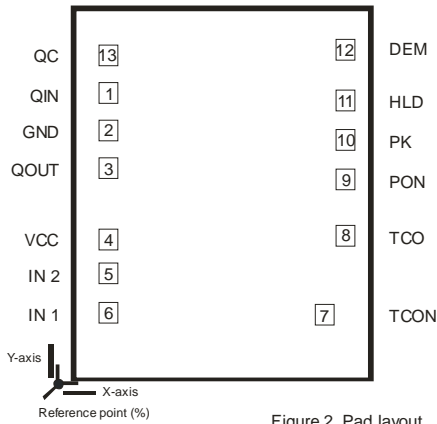 QC 13 12 DEM
QIN 1 11 HLD
GND 2 10 PK
QOUT 3 9 PON
VCC 4 8 TCO
IN 2 5
IN 1 6 7 TCON
Y-axis
X-axis
Reference point (%)
Figure 2. Pad layout